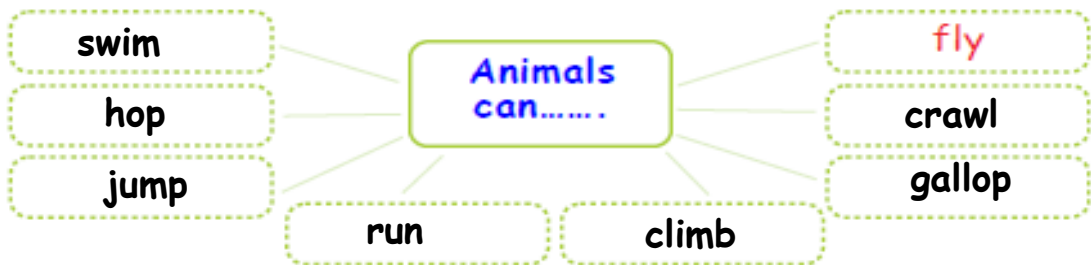 swim
hop
jump
Animals
can.......
fly
crawl
gallop
run
climb